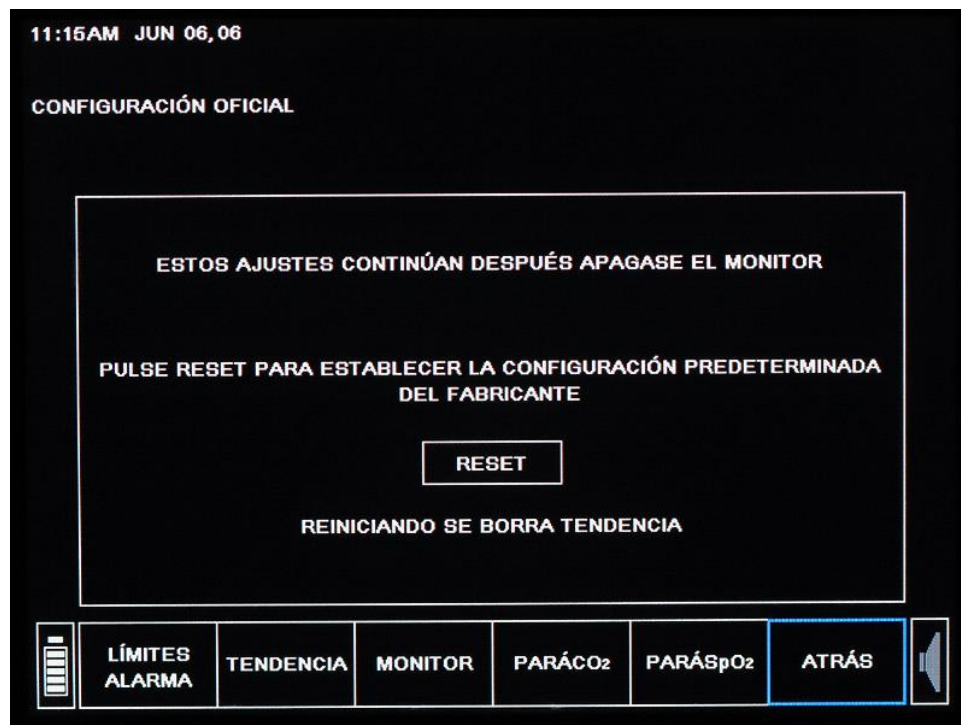 11:15AM JUN 06,06
CONFIGURACIÓN OFICIAL
ESTOS AJUSTES CONTINÚAN DESPUÉS APAGASE EL MONITOR
PULSE RESET PARA ESTABLECER LA CONFIGURACIÓN PREDETERMINADA
DEL FABRICANTE
RESET
REINICIANDO SE BORRA TENDENCIA
LÍMITES
ALARMA
TENDENCIA
MONITOR
PARÁCO₂
PARÁSpO₂
ATRÁS